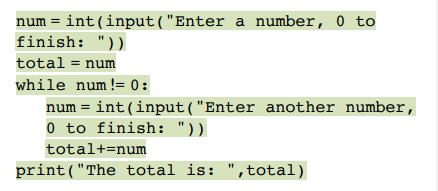 num = int(input("Enter a number, 0 to
finish: "))
total = num
while num != 0:
num = int(input("Enter another number,
0 to finish: "))
total+=num
print("The total is: ",total)